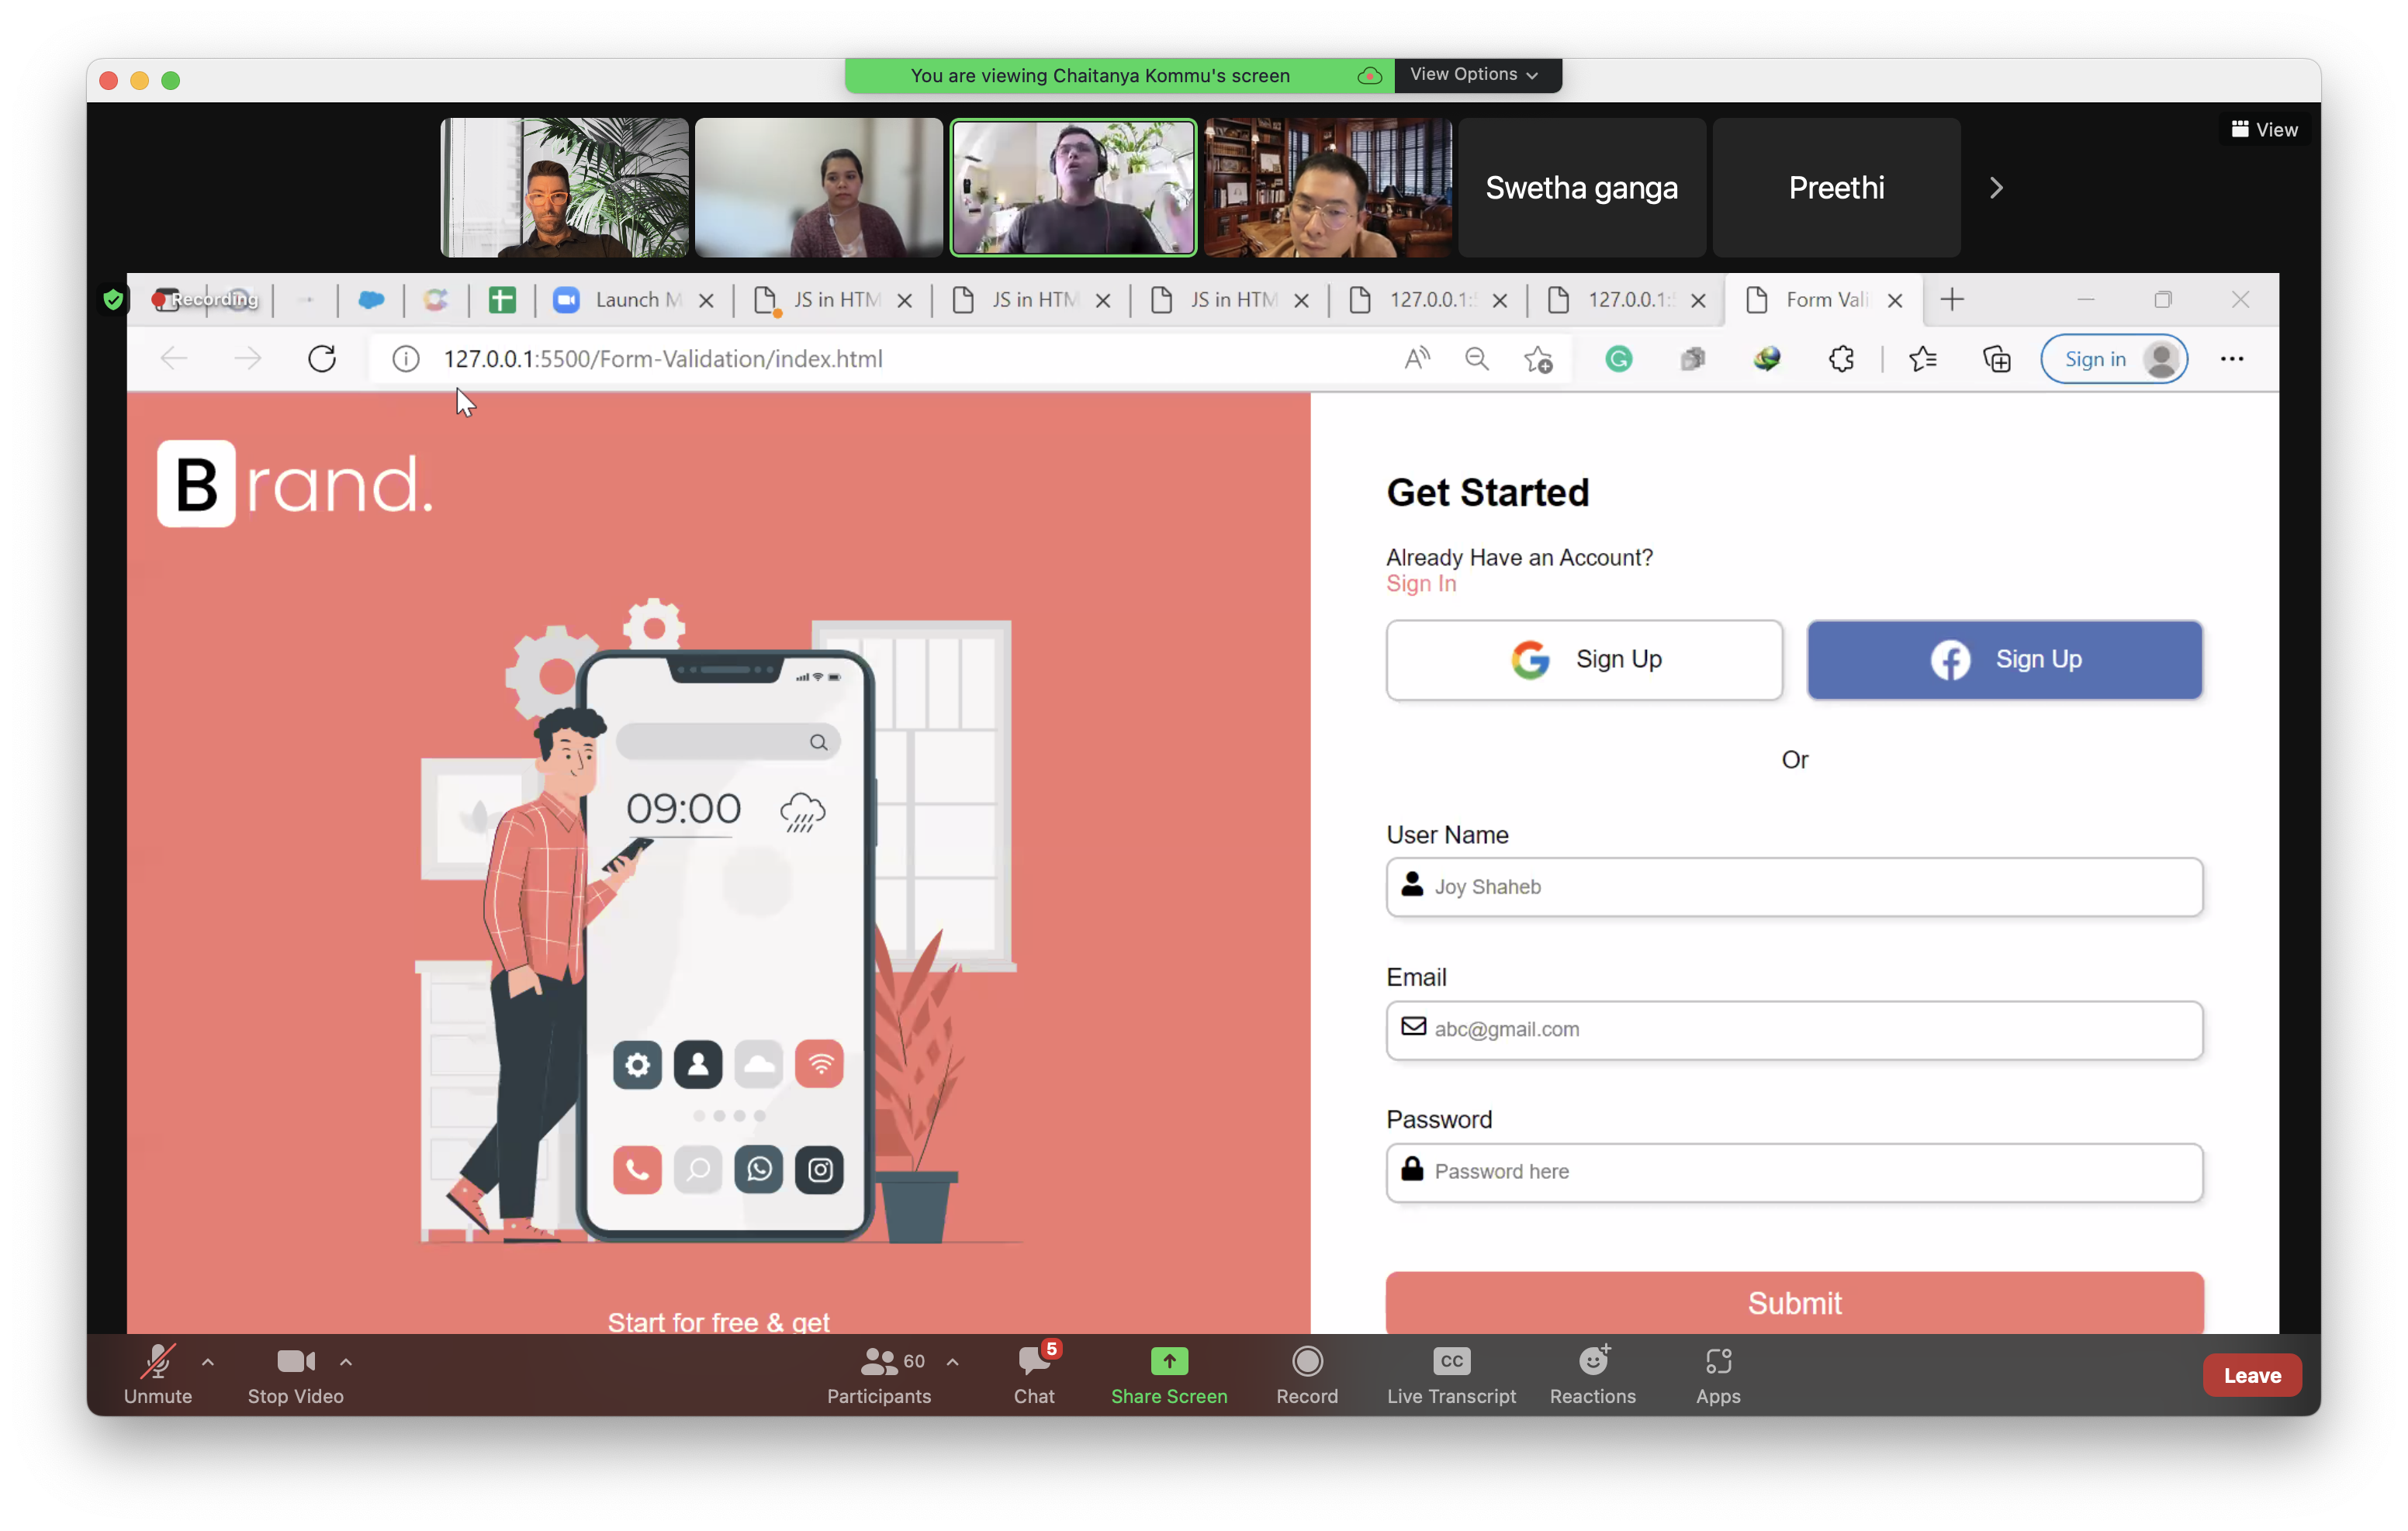 You are viewing Chaitanya Kommu's screen
View Options
View
Swetha ganga
Preethi
Recording
Launch M
JS in HTM
JS in HTM
JS in HTM
127.0.0.1:5
127.0.0.1:5
Form Vali
127.0.0.1:5500/Form-Validation/index.html
Sign in
Brand.
Get Started
Already Have an Account?
Sign In
Sign Up
Sign Up
Or
09:00
User Name
Joy Shaheb
Email
abc@gmail.com
Password
Password here
Submit
Start for free & get
Unmute
Stop Video
60
Participants
5
Chat
Share Screen
Record
CC
Live Transcript
Reactions
Apps
Leave